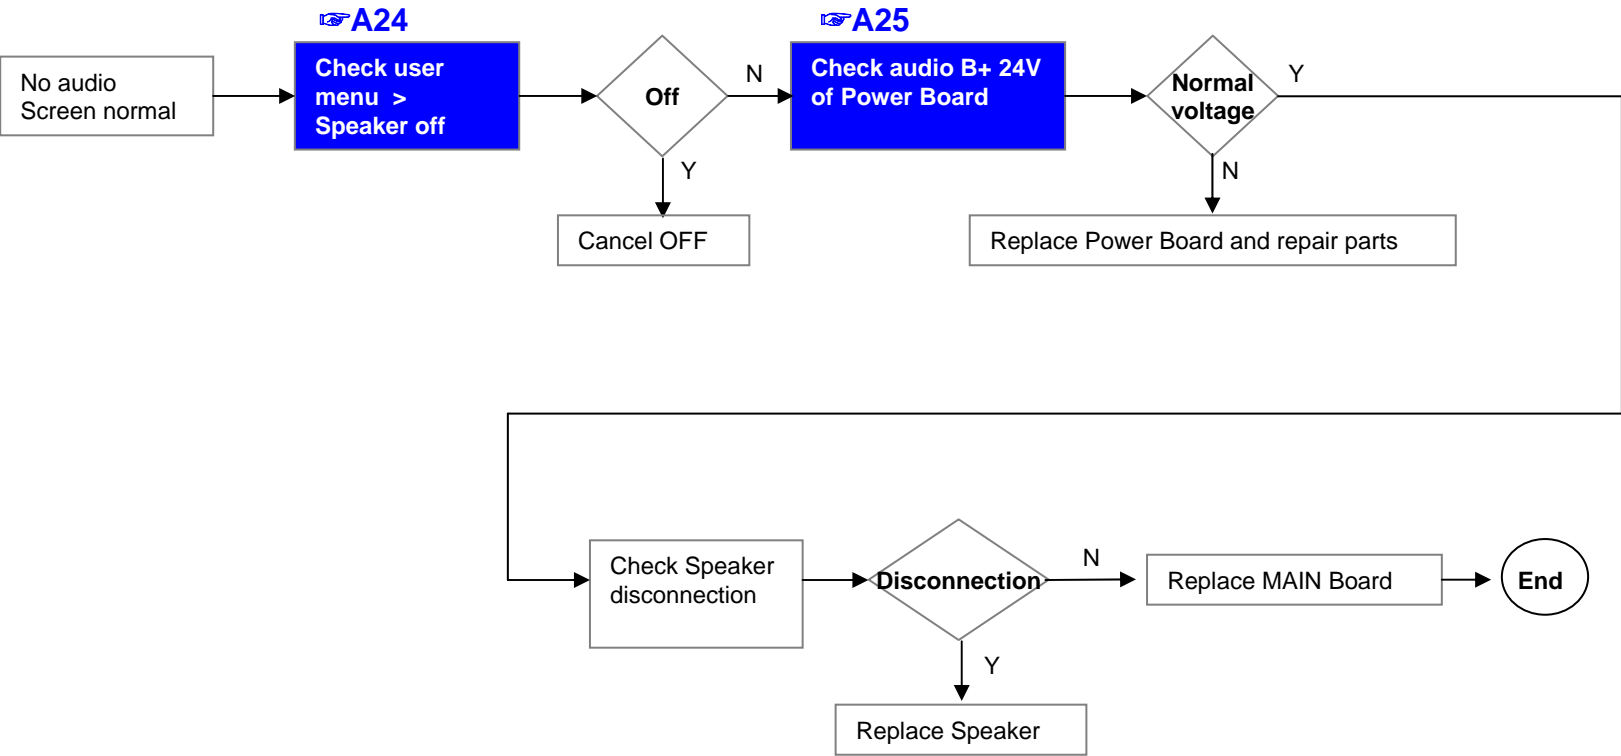 ☞A24
☞A25
No audio
Screen normal
Check user
menu >
Speaker off
Off
N
Check audio B+ 24V
of Power Board
Normal
voltage
Y
Y
N
Cancel OFF
Replace Power Board and repair parts
Check Speaker
disconnection
Disconnection
N
Replace MAIN Board
End
Y
Replace Speaker